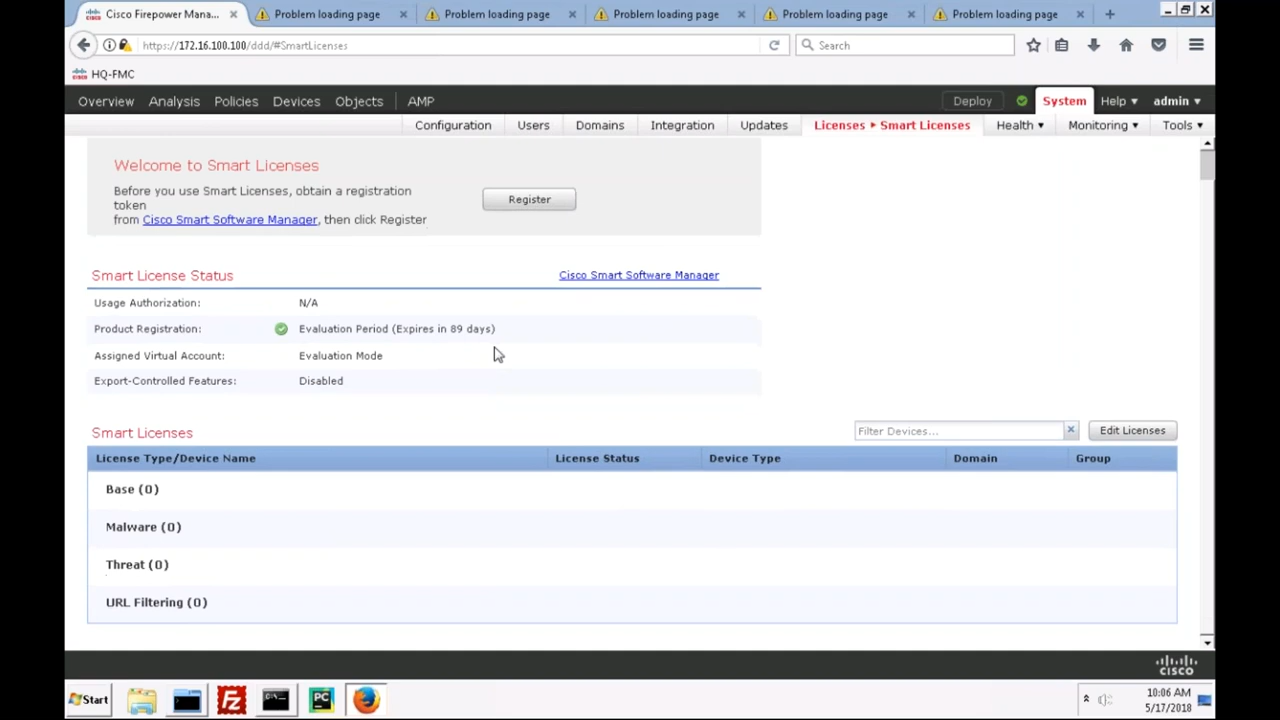 Cisco Firepower Mana...
Problem loading page
Problem loading page
Problem loading page
Problem loading page
Problem loading page
https://172.16.100.100/ddd/#SmartLicenses
Search
HQ-FMC
Overview Analysis Policies Devices Objects AMP Deploy System Help admin
Configuration Users Domains Integration Updates Licenses Smart Licenses Health Monitoring Tools
Welcome to Smart Licenses
Before you use Smart Licenses, obtain a registration
token
from Cisco Smart Software Manager, then click Register
Register
Smart License Status
Cisco Smart Software Manager
Usage Authorization: N/A
Product Registration: Evaluation Period (Expires in 89 days)
Assigned Virtual Account: Evaluation Mode
Export-Controlled Features: Disabled
Smart Licenses
Filter Devices...
Edit Licenses
License Type/Device Name License Status Device Type Domain Group
Base (0)
Malware (0)
Threat (0)
URL Filtering (0)
CISCO
Start
PC
10:06 AM
5/17/2018